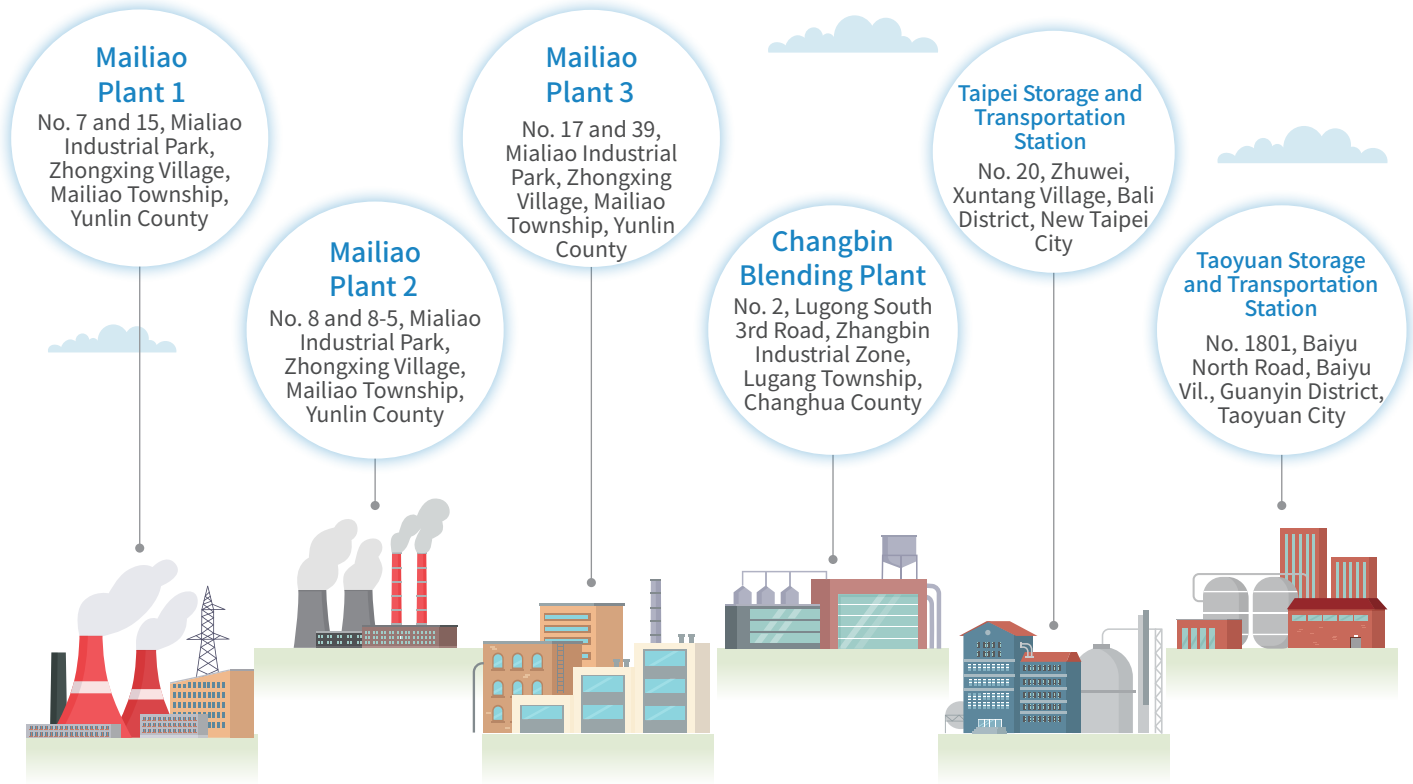 Mailiao
Plant 1
No. 7 and 15, Mialiao
Industrial Park,
Zhongxing Village,
Mailiao Township,
Yunlin County
Mailiao
Plant 2
No. 8 and 8-5, Mialiao
Industrial Park,
Zhongxing Village,
Mailiao Township,
Yunlin County
Mailiao
Plant 3
No. 17 and 39,
Mialiao Industrial
Park, Zhongxing
Village, Mailiao
Township, Yunlin
County
Changbin
Blending Plant
No. 2, Lugong South
3rd Road, Zhangbin
Industrial Zone,
Lugang Township,
Changhua County
Taipei Storage and
Transportation
Station
No. 20, Zhuwei,
Xuntang Village, Bali
District, New Taipei
City
Taoyuan Storage
and Transportation
Station
No. 1801, Baiyu
North Road, Baiyu
Vil., Guanyin District,
Taoyuan City